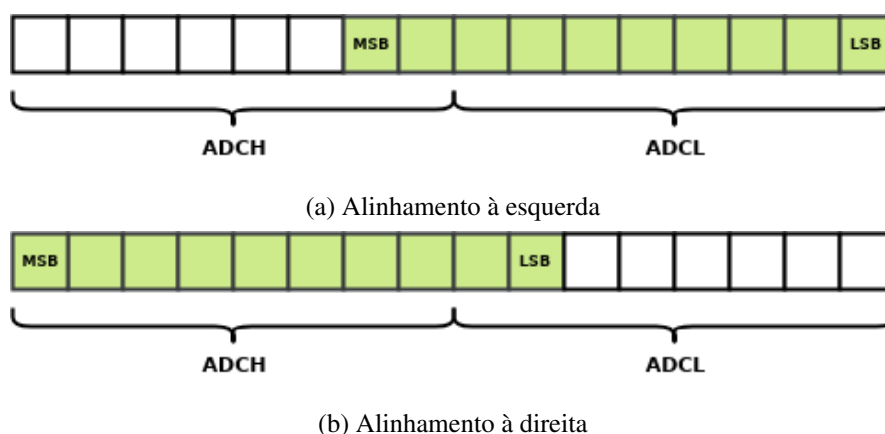 MSB LSB
ADCH ADCL
(a) Alinhamento à esquerda
MSB LSB
ADCH ADCL
(b) Alinhamento à direita